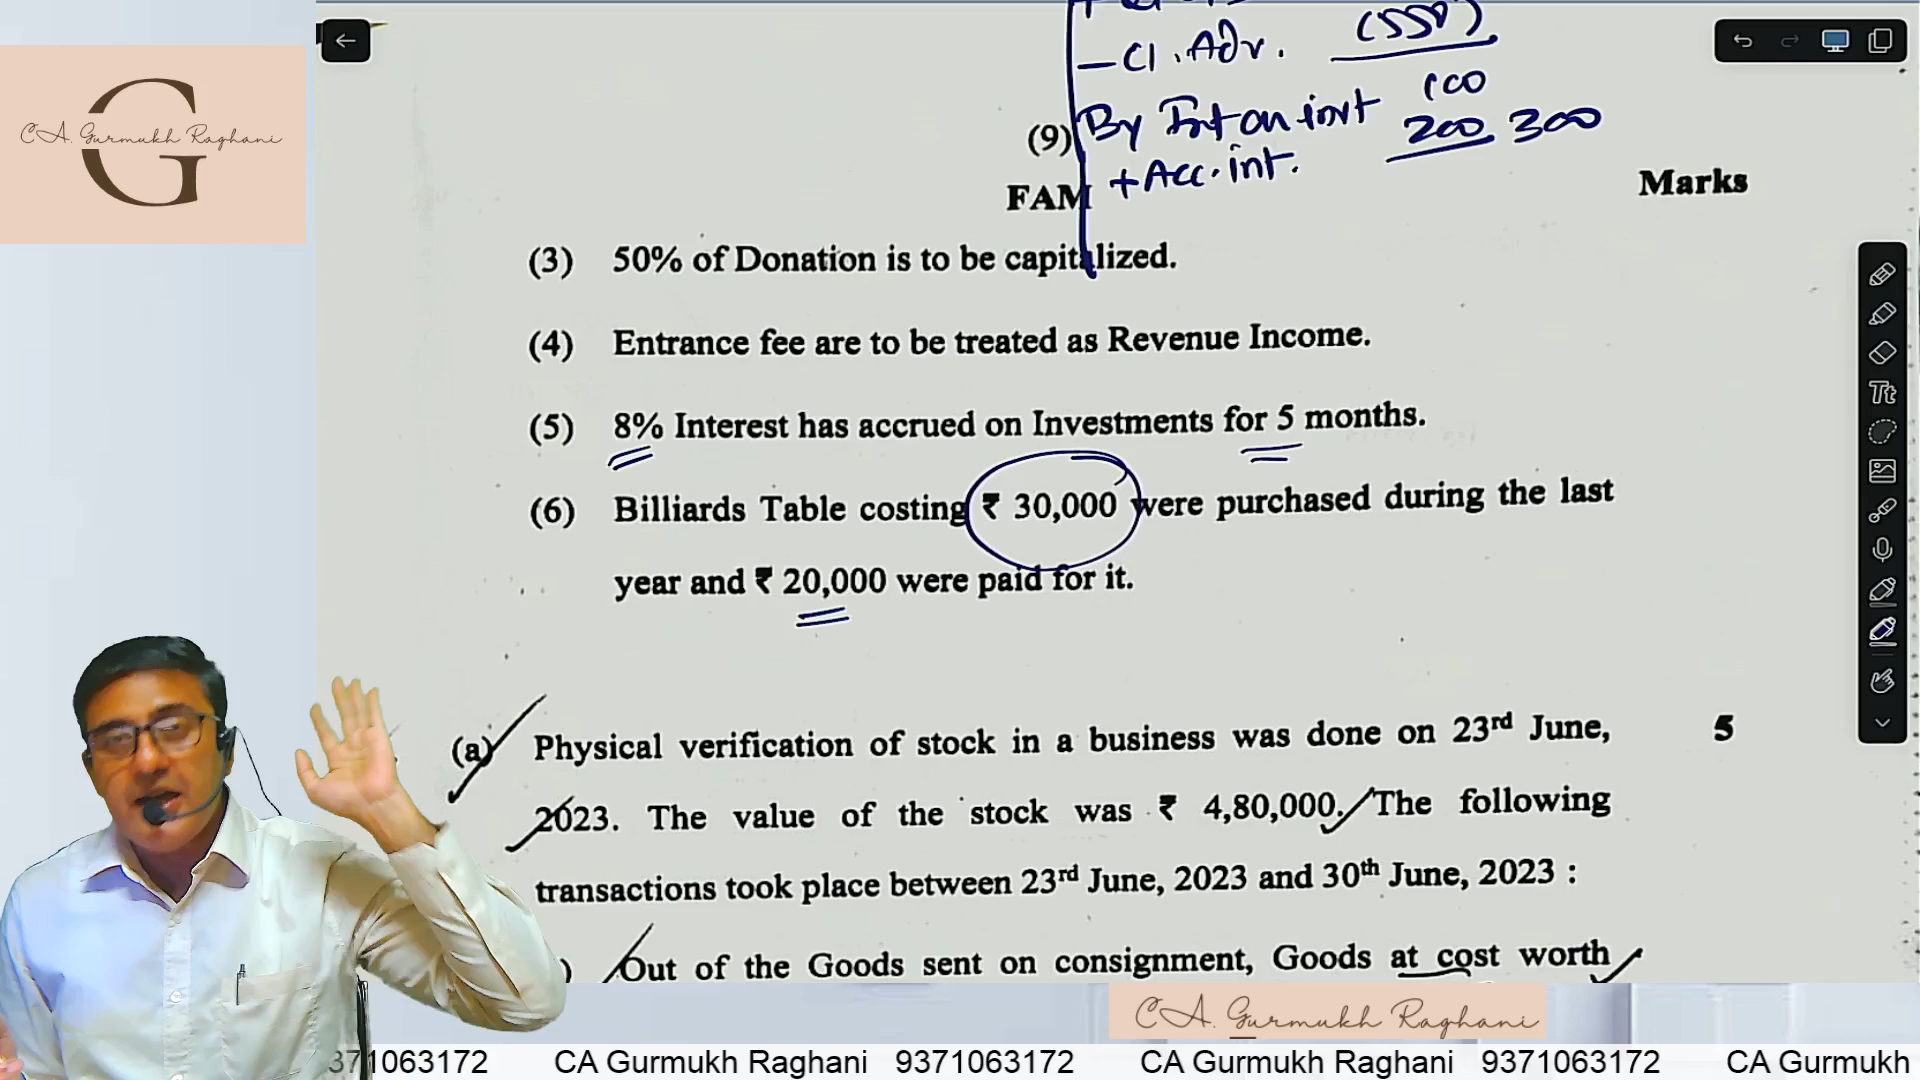 (550)
– Cl. Adv.
100
By Int on invt 200 300
(9)
+ Acc. int.
FAM
Marks
CA. Gurmukh Raghani
G
(3) 50% of Donation is to be capitalized.
(4) Entrance fee are to be treated as Revenue Income.
(5) 8% Interest has accrued on Investments for 5 months.
(6) Billiards Table costing ₹ 30,000 were purchased during the last
year and ₹ 20,000 were paid for it.
(a) Physical verification of stock in a business was done on 23rd June, 5
2023. The value of the stock was ₹ 4,80,000. The following
transactions took place between 23rd June, 2023 and 30th June, 2023 :
) Out of the Goods sent on consignment, Goods at cost worth
Tt
CA. Gurmukh Raghani
371063172 CA Gurmukh Raghani 9371063172 CA Gurmukh Raghani 9371063172 CA Gurmukh